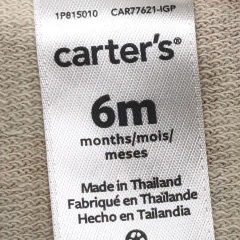 1P815010 CAR77621-IGP
carter's®
6m
months/mois/
meses
Made in Thailand
Fabriqué en Thaïlande
Hecho en Tailandia